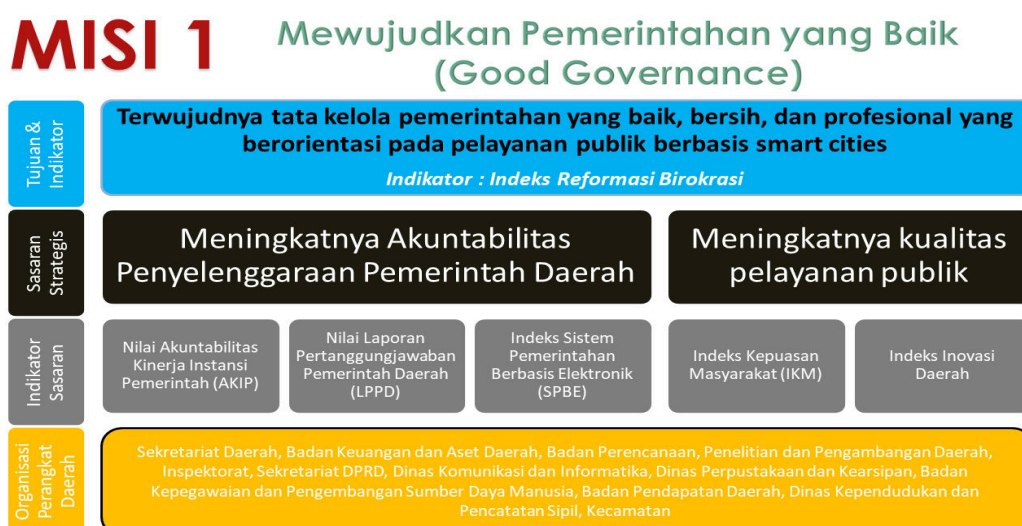 MISI 1
Mewujudkan Pemerintahan yang Baik
(Good Governance)
Tujuan &
Indikator
Terwujudnya tata kelola pemerintahan yang baik, bersih, dan profesional yang
berorientasi pada pelayanan publik berbasis smart cities
Indikator : Indeks Reformasi Birokrasi
Sasaran
Strategis
Meningkatnya Akuntabilitas
Penyelenggaraan Pemerintah Daerah
Meningkatnya kualitas
pelayanan publik
Indikator
Sasaran
Nilai Akuntabilitas
Kinerja Instansi
Pemerintah (AKIP)
Nilai Laporan
Pertanggungjawaban
Pemerintah Daerah
(LPPD)
Indeks Sistem
Pemerintahan
Berbasis Elektronik
(SPBE)
Indeks Kepuasan
Masyarakat (IKM)
Indeks Inovasi
Daerah
Organisasi
Perangkat
Daerah
Sekretariat Daerah, Badan Keuangan dan Aset Daerah, Badan Perencanaan, Penelitian dan Pengambangan Daerah,
Inspektorat, Sekretariat DPRD, Dinas Komunikasi dan Informatika, Dinas Perpustakaan dan Kearsipan, Badan
Kepegawaian dan Pengembangan Sumber Daya Manusia, Badan Pendapatan Daerah, Dinas Kependudukan dan
Pencatatan Sipil, Kecamatan